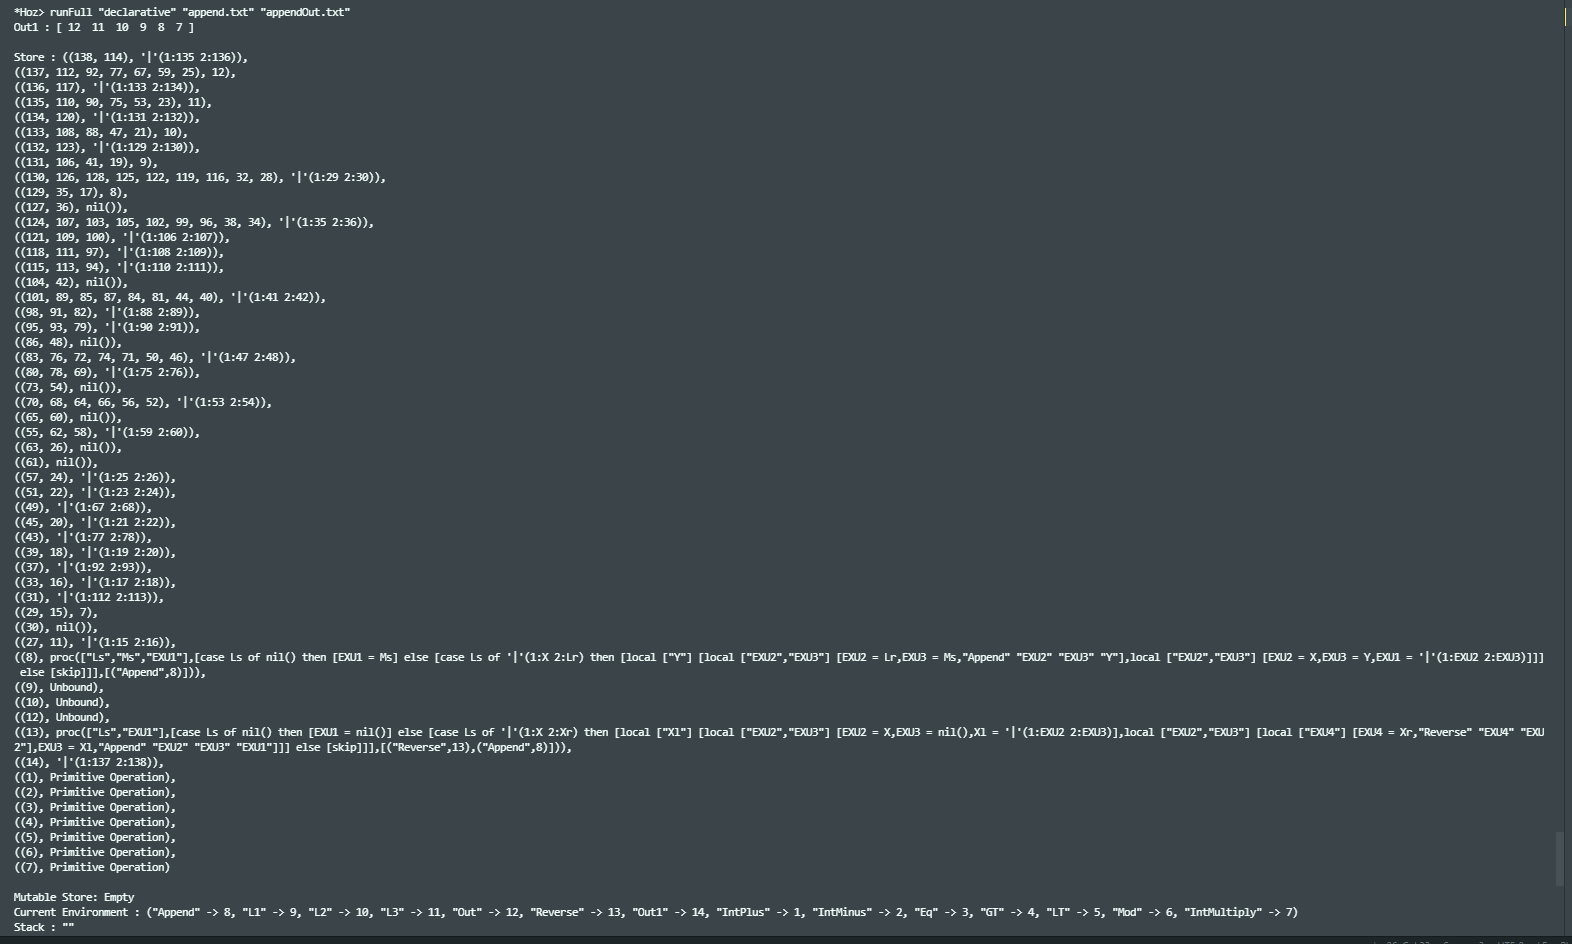 *Hoz> runFull "declarative" "append.txt" "appendOut.txt"
Out1 : [ 12  11  10  9  8  7 ]

Store : ((138, 114), '|'(1:135 2:136)),
((137, 112, 92, 77, 67, 59, 25), 12),
((136, 117), '|'(1:133 2:134)),
((135, 110, 90, 75, 53, 23), 11),
((134, 120), '|'(1:131 2:132)),
((133, 108, 88, 47, 21), 10),
((132, 123), '|'(1:129 2:130)),
((131, 106, 41, 19), 9),
((130, 126, 128, 125, 122, 119, 116, 32, 28), '|'(1:29 2:30)),
((129, 35, 17), 8),
((127, 36), nil()),
((124, 107, 103, 105, 102, 99, 96, 38, 34), '|'(1:35 2:36)),
((121, 109, 100), '|'(1:106 2:107)),
((118, 111, 97), '|'(1:108 2:109)),
((115, 113, 94), '|'(1:110 2:111)),
((104, 42), nil()),
((101, 89, 85, 87, 84, 81, 44, 40), '|'(1:41 2:42)),
((98, 91, 82), '|'(1:88 2:89)),
((95, 93, 79), '|'(1:90 2:91)),
((86, 48), nil()),
((83, 76, 72, 74, 71, 50, 46), '|'(1:47 2:48)),
((80, 78, 69), '|'(1:75 2:76)),
((73, 54), nil()),
((70, 68, 64, 66, 56, 52), '|'(1:53 2:54)),
((65, 60), nil()),
((55, 62, 58), '|'(1:59 2:60)),
((63, 26), nil()),
((61), nil()),
((57, 24), '|'(1:25 2:26)),
((51, 22), '|'(1:23 2:24)),
((49), '|'(1:67 2:68)),
((45, 20), '|'(1:21 2:22)),
((43), '|'(1:77 2:78)),
((39, 18), '|'(1:19 2:20)),
((37), '|'(1:92 2:93)),
((33, 16), '|'(1:17 2:18)),
((31), '|'(1:112 2:113)),
((29, 15), 7),
((30), nil()),
((27, 11), '|'(1:15 2:16)),
((8), proc(["Ls","Ms","EXU1"],[case Ls of nil() then [EXU1 = Ms] else [case Ls of '|'(1:X 2:Lr) then [local ["Y"] [local ["EXU2","EXU3"] [EXU2 = Lr,EXU3 = Ms,"Append" "EXU2" "EXU3" "Y"],local ["EXU2","EXU3"] [EXU2 = X,EXU3 = Y,EXU1 = '|'(1:EXU2 2:EXU3)]]]
 else [skip]]],[("Append",8)])),
((9), Unbound),
((10), Unbound),
((12), Unbound),
((13), proc(["Ls","EXU1"],[case Ls of nil() then [EXU1 = nil()] else [case Ls of '|'(1:X 2:Xr) then [local ["Xl"] [local ["EXU2","EXU3"] [EXU2 = X,EXU3 = nil(),Xl = '|'(1:EXU2 2:EXU3)],local ["EXU2","EXU3"] [local ["EXU4"] [EXU4 = Xr,"Reverse" "EXU4" "EXU
2"],EXU3 = Xl,"Append" "EXU2" "EXU3" "EXU1"]]] else [skip]]],[("Reverse",13),("Append",8)])),
((14), '|'(1:137 2:138)),
((1), Primitive Operation),
((2), Primitive Operation),
((3), Primitive Operation),
((4), Primitive Operation),
((5), Primitive Operation),
((6), Primitive Operation),
((7), Primitive Operation)

Mutable Store: Empty
Current Environment : ("Append" -> 8, "L1" -> 9, "L2" -> 10, "L3" -> 11, "Out" -> 12, "Reverse" -> 13, "Out1" -> 14, "IntPlus" -> 1, "IntMinus" -> 2, "Eq" -> 3, "GT" -> 4, "LT" -> 5, "Mod" -> 6, "IntMultiply" -> 7)
Stack : ""